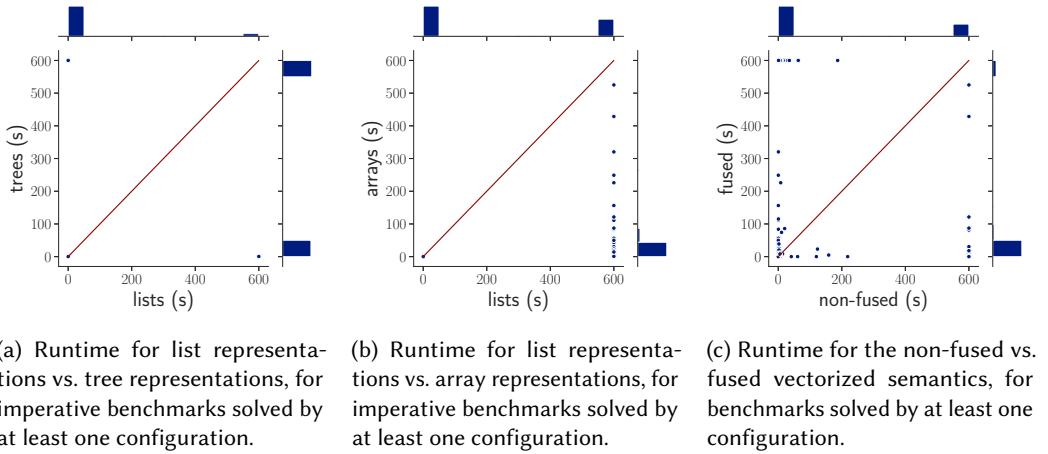 600
500
400
300
200
100
0
trees (s)
0 200 400 600
lists (s)
600
500
400
300
200
100
0
arrays (s)
0 200 400 600
lists (s)
600
500
400
300
200
100
0
fused (s)
0 200 400 600
non-fused (s)
a) Runtime for list representa-
tions vs. tree representations, for
imperative benchmarks solved by
at least one configuration.
(b) Runtime for list representa-
tions vs. array representations, for
imperative benchmarks solved by
at least one configuration.
(c) Runtime for the non-fused vs.
fused vectorized semantics, for
benchmarks solved by at least one
configuration.